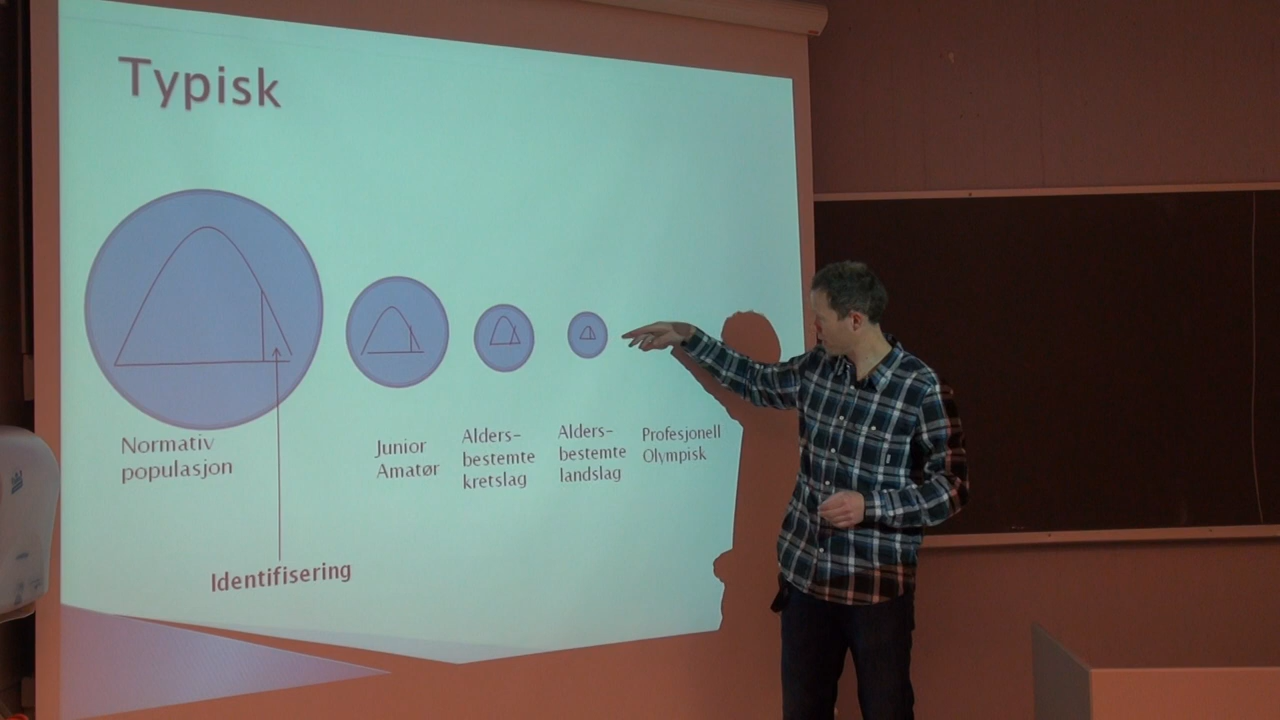 Typisk
Normativ
populasjon
Junior
Amatør
Alders-
bestemte
kretslag
Alders-
bestemte
landslag
Profesjonell
Olympisk
Identifisering